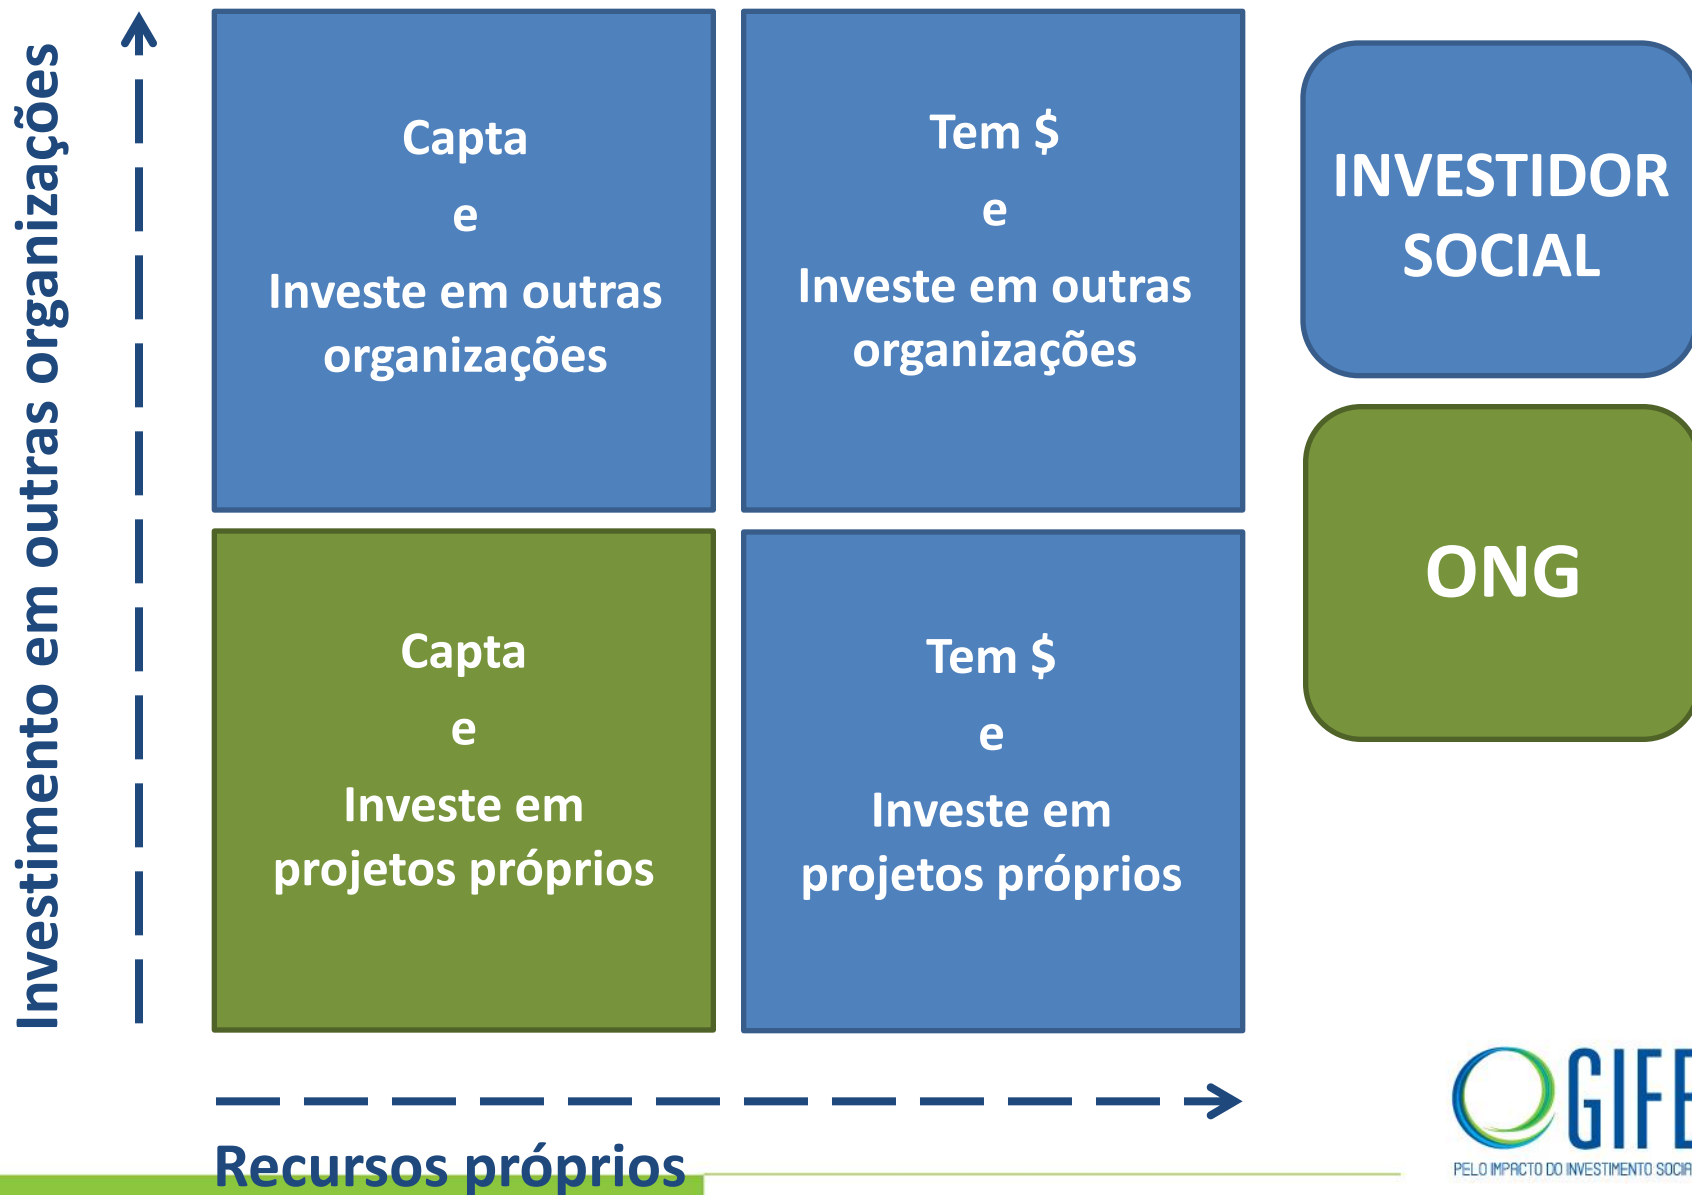 Investimento em outras organizações
Capta
e
Investe em outras
organizações
Tem $
e
Investe em outras
organizações
INVESTIDOR
SOCIAL
Capta
e
Investe em
projetos próprios
Tem $
e
Investe em
projetos próprios
ONG
Recursos próprios
GIFE
PELO IMPACTO DO INVESTIMENTO SOCIA